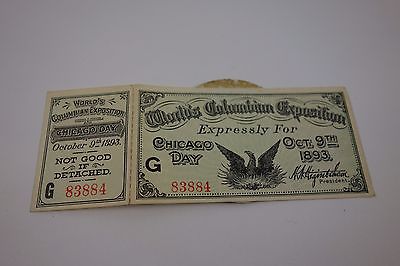 WORLD'S
COLUMBIAN EXPOSITION
CHICAGO DAY
October 9th 1893.
NOT GOOD
IF
DETACHED.
G 83884
World's Columbian Exposition
Expressly For
CHICAGO DAY
OCT. 9TH 1893.
G
83884
H.N. Higinbotham
President.